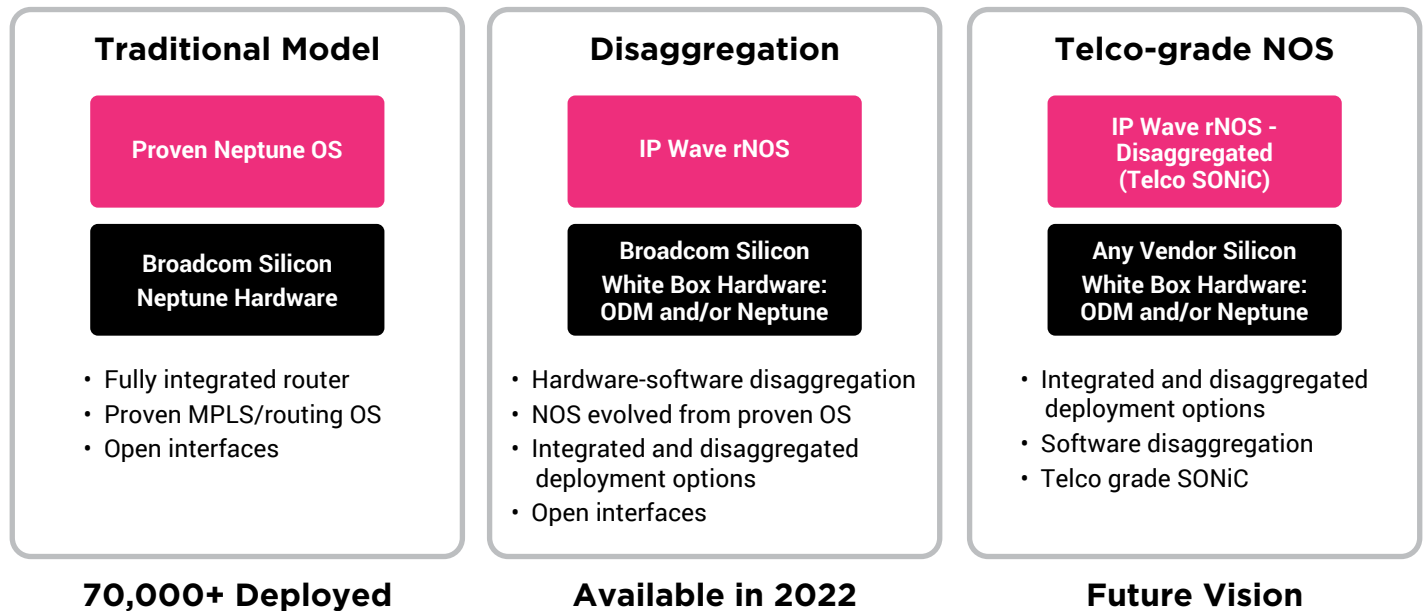 Traditional Model
Proven Neptune OS
Broadcom Silicon
Neptune Hardware
• Fully integrated router
• Proven MPLS/routing OS
• Open interfaces
70,000+ Deployed
Disaggregation
IP Wave rNOS
Broadcom Silicon
White Box Hardware:
ODM and/or Neptune
• Hardware-software disaggregation
• NOS evolved from proven OS
• Integrated and disaggregated
deployment options
• Open interfaces
Available in 2022
Telco-grade NOS
IP Wave rNOS -
Disaggregated
(Telco SONiC)
Any Vendor Silicon
White Box Hardware:
ODM and/or Neptune
• Integrated and disaggregated
deployment options
• Software disaggregation
• Telco grade SONiC
Future Vision